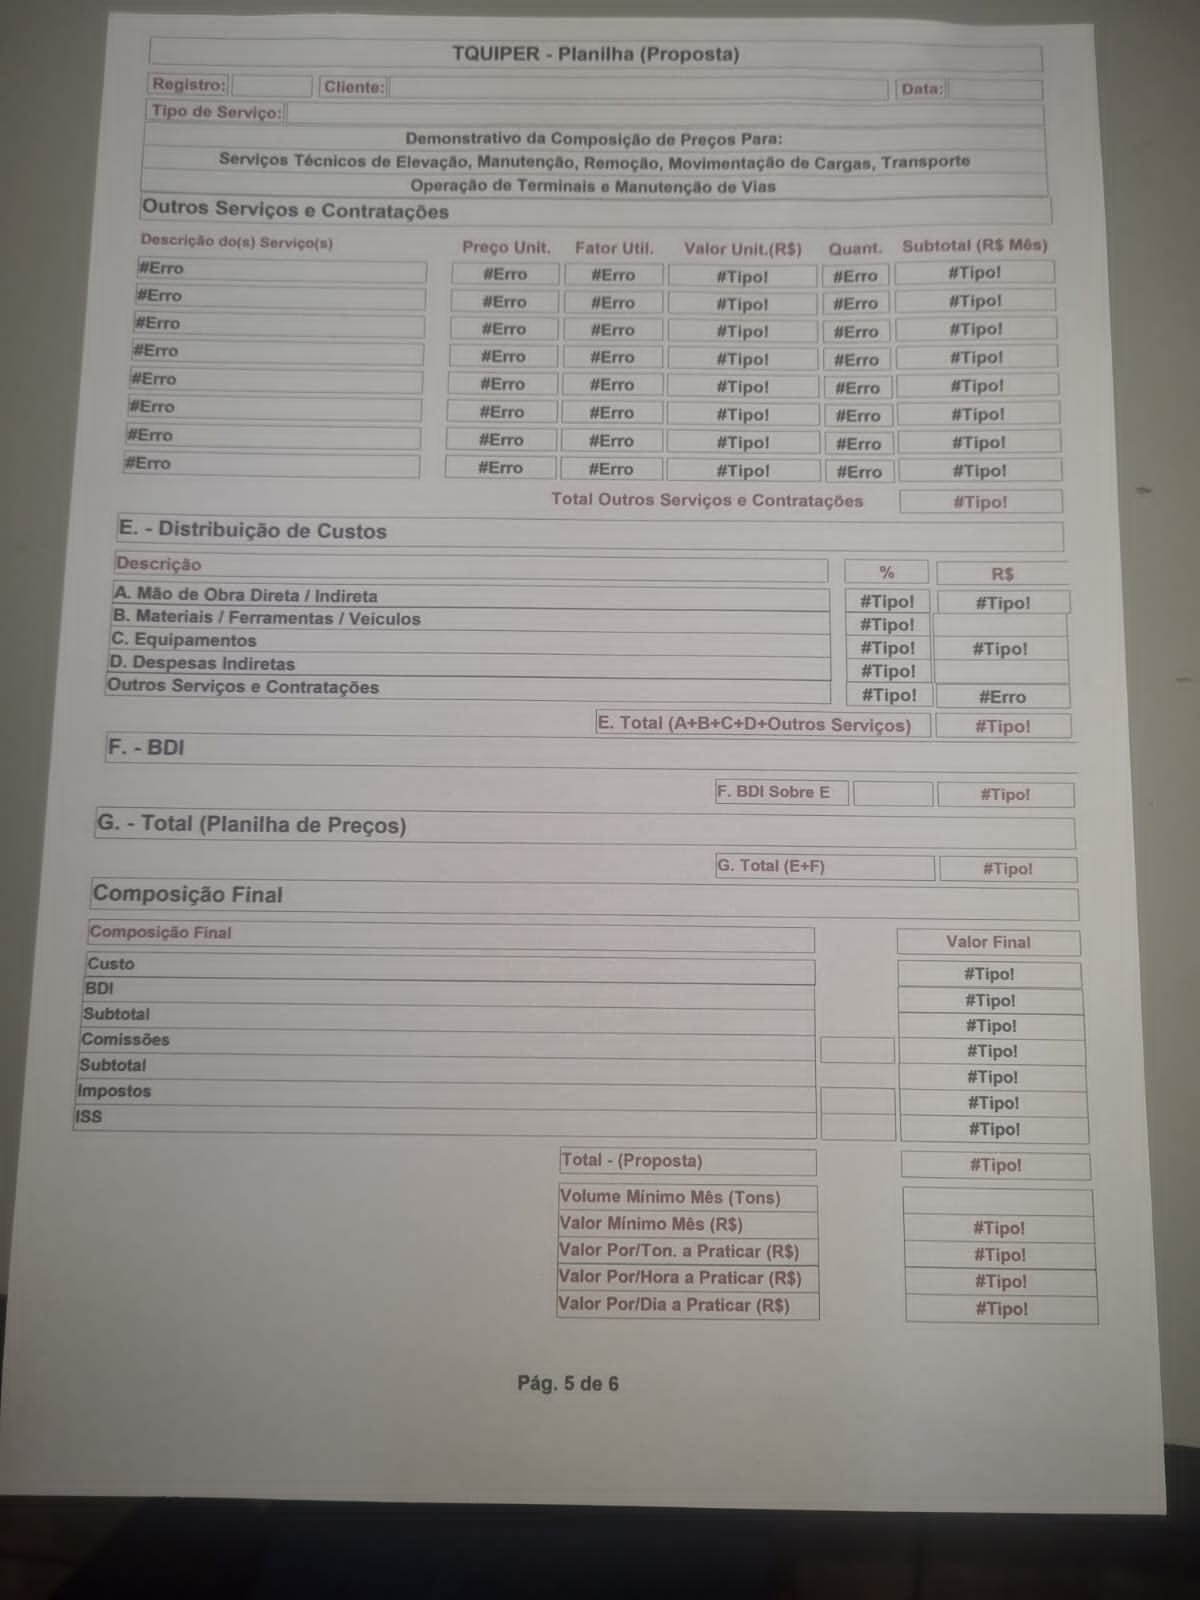 TQUIPER - Planilha (Proposta)
Registro: Cliente: Data:
Tipo de Serviço:
Demonstrativo da Composição de Preços Para:
Serviços Técnicos de Elevação, Manutenção, Remoção, Movimentação de Cargas, Transporte
Operação de Terminais e Manutenção de Vias
Outros Serviços e Contratações
Descrição do(s) Serviço(s) Preço Unit. Fator Util. Valor Unit.(R$) Quant. Subtotal (R$ Mês)
#Erro #Erro #Erro #Tipo! #Erro #Tipo!
#Erro #Erro #Erro #Tipo! #Erro #Tipo!
#Erro #Erro #Erro #Tipo! #Erro #Tipo!
#Erro #Erro #Erro #Tipo! #Erro #Tipo!
#Erro #Erro #Erro #Tipo! #Erro #Tipo!
#Erro #Erro #Erro #Tipo! #Erro #Tipo!
#Erro #Erro #Erro #Tipo! #Erro #Tipo!
#Erro #Erro #Erro #Tipo! #Erro #Tipo!
Total Outros Serviços e Contratações #Tipo!
E. - Distribuição de Custos
Descrição % R$
A. Mão de Obra Direta / Indireta #Tipo! #Tipo!
B. Materiais / Ferramentas / Veículos #Tipo!
C. Equipamentos #Tipo! #Tipo!
D. Despesas Indiretas #Tipo!
Outros Serviços e Contratações #Tipo! #Erro
E. Total (A+B+C+D+Outros Serviços) #Tipo!
F. - BDI
F. BDI Sobre E #Tipo!
G. - Total (Planilha de Preços)
G. Total (E+F) #Tipo!
Composição Final
Composição Final Valor Final
Custo #Tipo!
BDI #Tipo!
Subtotal #Tipo!
Comissões #Tipo!
Subtotal #Tipo!
Impostos #Tipo!
ISS #Tipo!
Total - (Proposta) #Tipo!
Volume Mínimo Mês (Tons)
Valor Mínimo Mês (R$) #Tipo!
Valor Por/Ton. a Praticar (R$) #Tipo!
Valor Por/Hora a Praticar (R$) #Tipo!
Valor Por/Dia a Praticar (R$) #Tipo!
Pág. 5 de 6